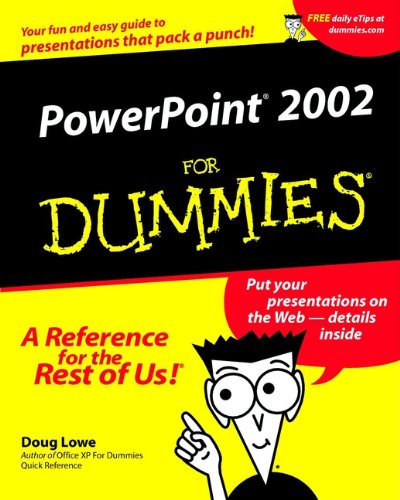 Your fun and easy guide to
presentations that pack a punch!
FREE daily eTips at
dummies.com®
PowerPoint® 2002
FOR
DUMMIES®
Put your
presentations on
the Web — details
inside
A Reference
for the
Rest of Us!®
Doug Lowe
Author of Office XP For Dummies
Quick Reference